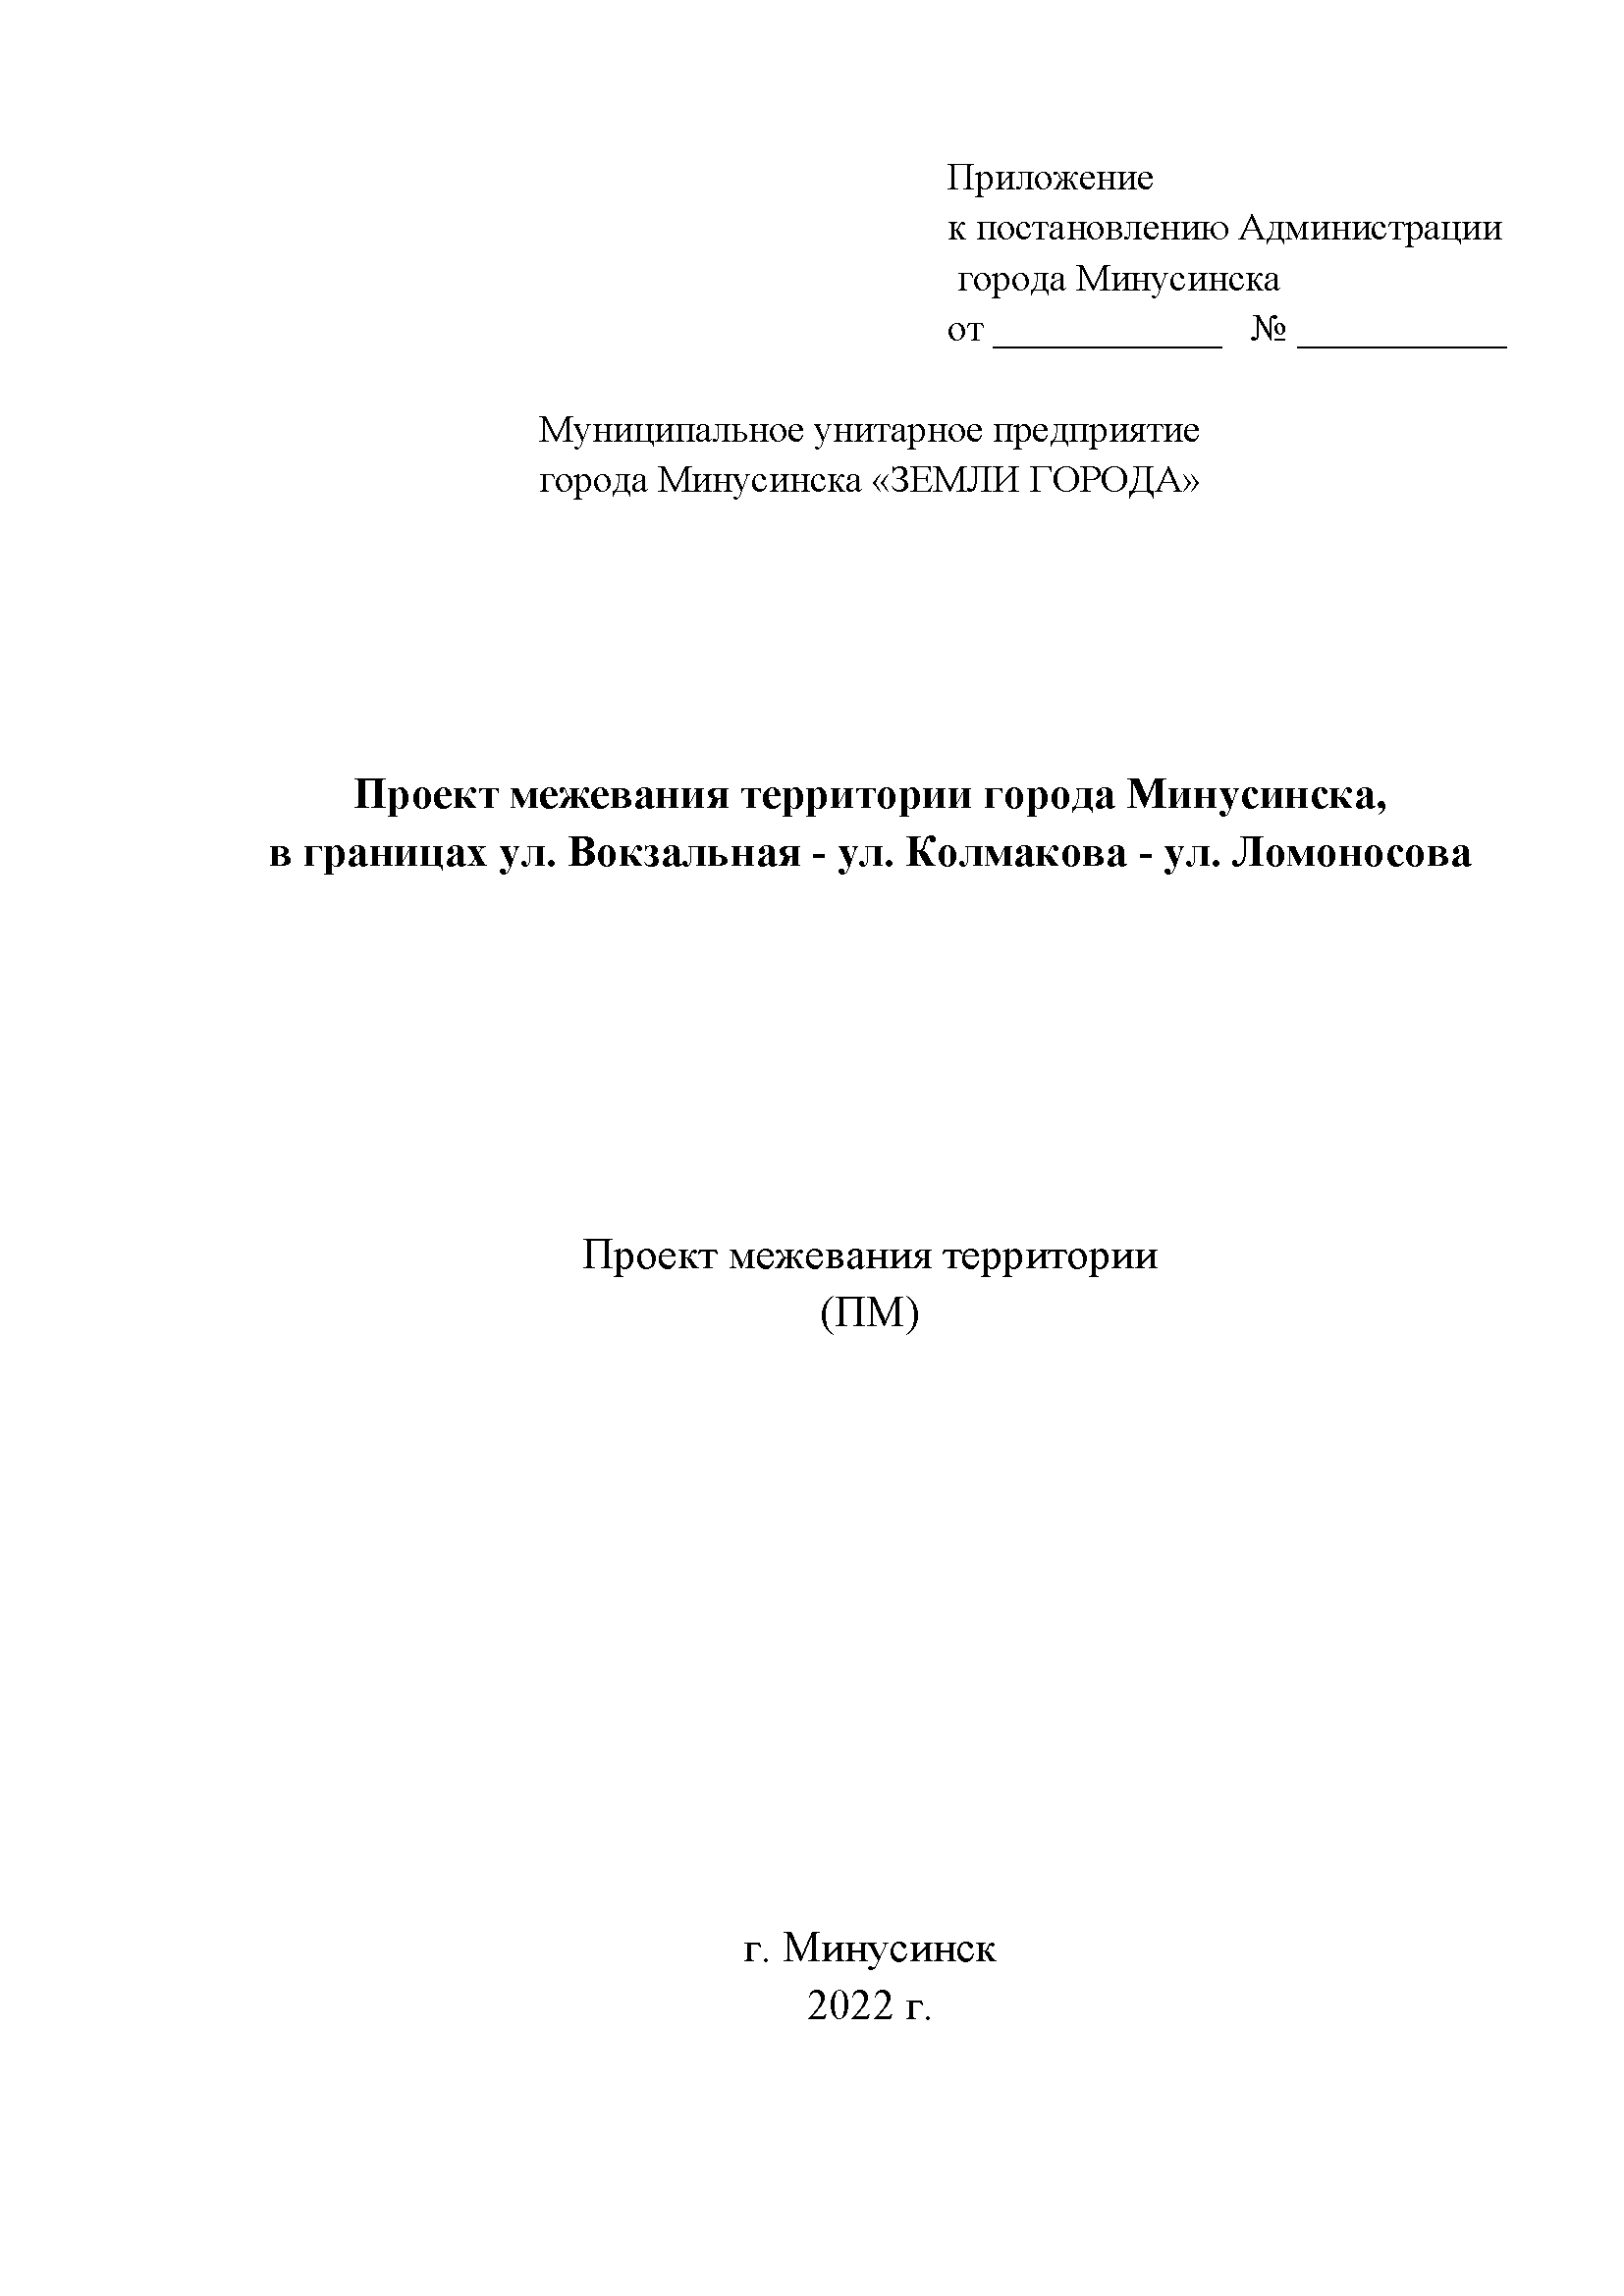 Приложение
к постановлению Администрации
города Минусинска
от ____________ № ___________
Муниципальное унитарное предприятие
города Минусинска «ЗЕМЛИ ГОРОДА»
Проект межевания территории города Минусинска,
в границах ул. Вокзальная - ул. Колмакова - ул. Ломоносова
Проект межевания территории
(ПМ)
г. Минусинск
2022 г.